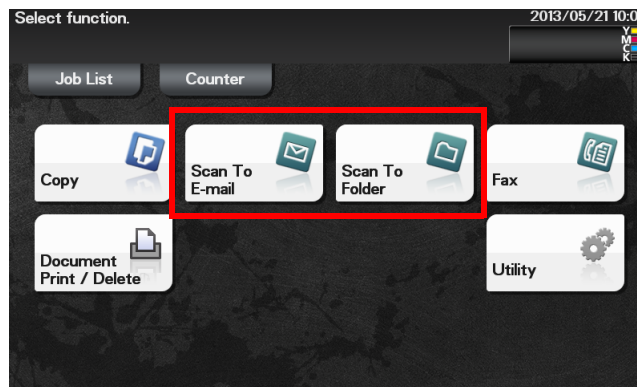 Select function.
2013/05/21 10:0
Y
M
C
K
Job List
Counter
Copy
Scan To
E-mail
Scan To
Folder
Fax
Document
Print / Delete
Utility